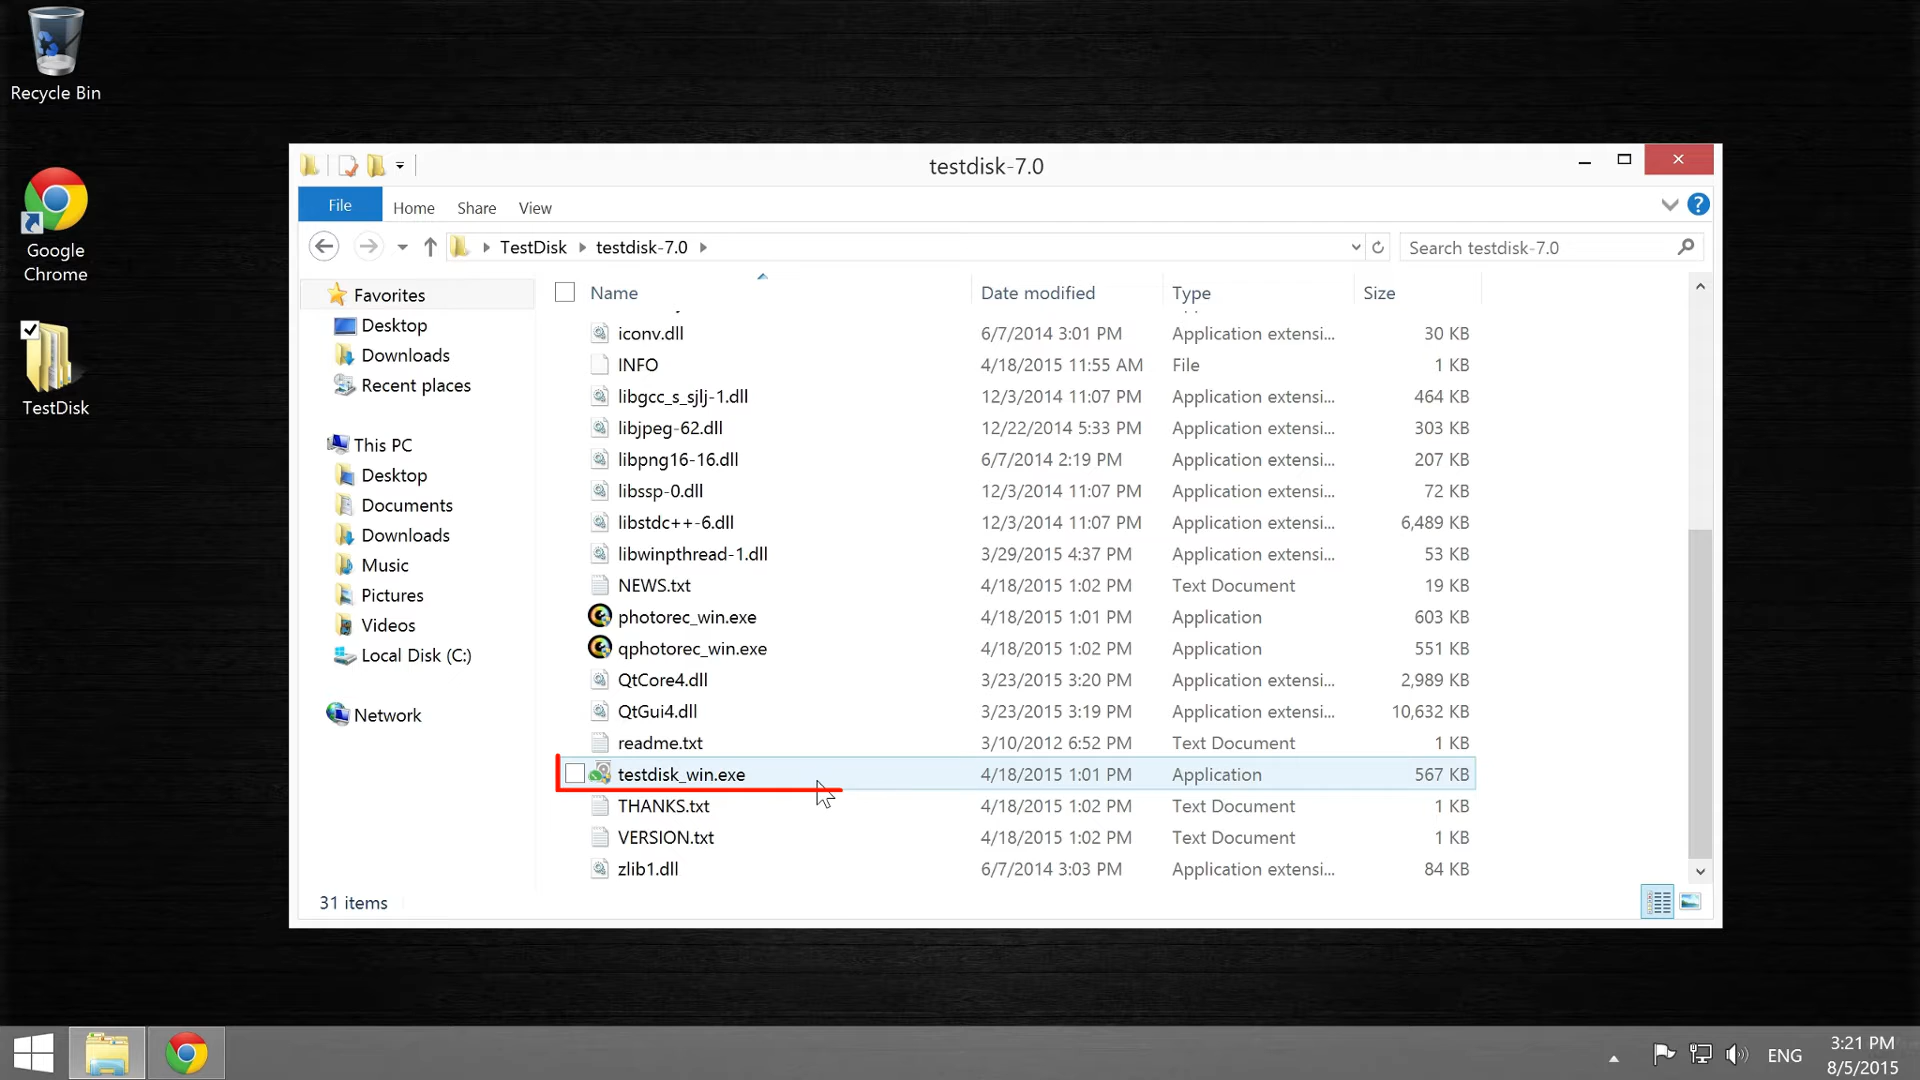 Recycle Bin
Google
Chrome
TestDisk
testdisk-7.0
File
Home
Share
View
TestDisk
testdisk-7.0
Search testdisk-7.0
Favorites
Desktop
Downloads
Recent places
This PC
Desktop
Documents
Downloads
Music
Pictures
Videos
Local Disk (C:)
Network
Name Date modified Type Size
iconv.dll 6/7/2014 3:01 PM Application extensi... 30 KB
INFO 4/18/2015 11:55 AM File 1 KB
libgcc_s_sjlj-1.dll 12/3/2014 11:07 PM Application extensi... 464 KB
libjpeg-62.dll 12/22/2014 5:33 PM Application extensi... 303 KB
libpng16-16.dll 6/7/2014 2:19 PM Application extensi... 207 KB
libssp-0.dll 12/3/2014 11:07 PM Application extensi... 72 KB
libstdc++-6.dll 12/3/2014 11:07 PM Application extensi... 6,489 KB
libwinpthread-1.dll 3/29/2015 4:37 PM Application extensi... 53 KB
NEWS.txt 4/18/2015 1:02 PM Text Document 19 KB
photorec_win.exe 4/18/2015 1:01 PM Application 603 KB
qphotorec_win.exe 4/18/2015 1:02 PM Application 551 KB
QtCore4.dll 3/23/2015 3:20 PM Application extensi... 2,989 KB
QtGui4.dll 3/23/2015 3:19 PM Application extensi... 10,632 KB
readme.txt 3/10/2012 6:52 PM Text Document 1 KB
testdisk_win.exe 4/18/2015 1:01 PM Application 567 KB
THANKS.txt 4/18/2015 1:02 PM Text Document 1 KB
VERSION.txt 4/18/2015 1:02 PM Text Document 1 KB
zlib1.dll 6/7/2014 3:03 PM Application extensi... 84 KB
31 items
ENG
3:21 PM
8/5/2015